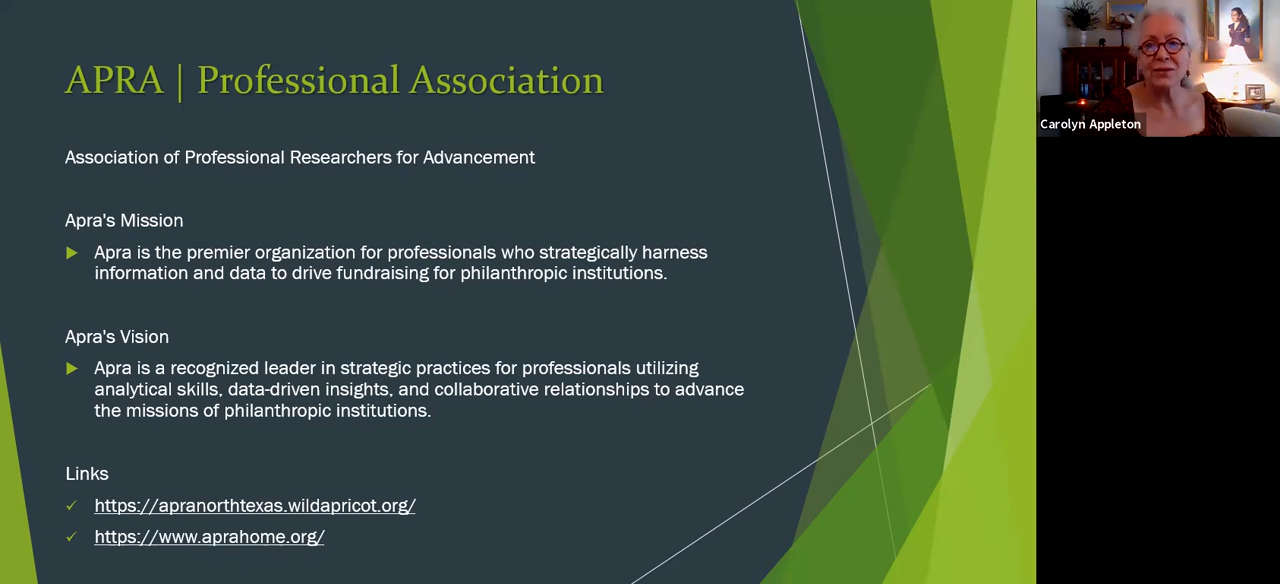 APRA | Professional Association
Association of Professional Researchers for Advancement
Apra's Mission
Apra is the premier organization for professionals who strategically harness
information and data to drive fundraising for philanthropic institutions.
Apra's Vision
Apra is a recognized leader in strategic practices for professionals utilizing
analytical skills, data-driven insights, and collaborative relationships to advance
the missions of philanthropic institutions.
Links
https://apranorthtexas.wildapricot.org/
https://www.aprahome.org/
Carolyn Appleton